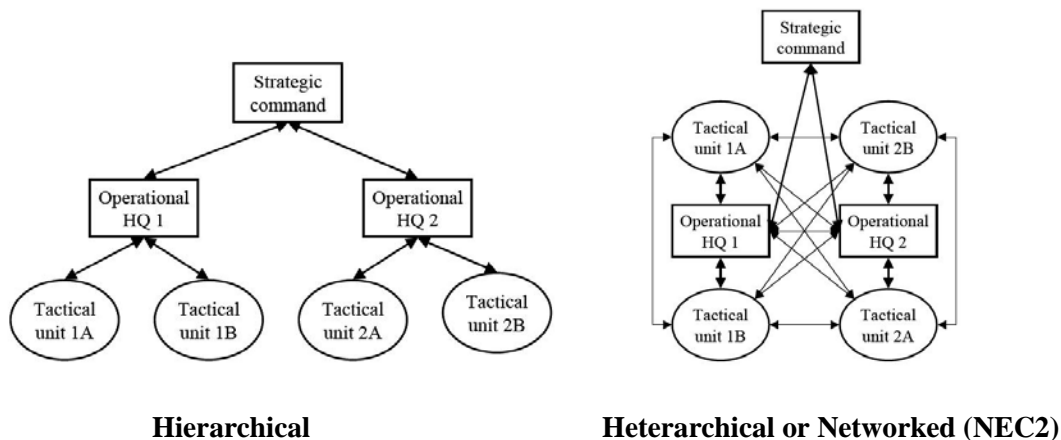 Strategic
command
Operational
HQ 1
Operational
HQ 2
Tactical
unit 1A
Tactical
unit 1B
Tactical
unit 2A
Tactical
unit 2B
Hierarchical
Strategic
command
Tactical
unit 1A
Tactical
unit 2B
Operational
HQ 1
Operational
HQ 2
Tactical
unit 1B
Tactical
unit 2A
Heterarchical or Networked (NEC2)